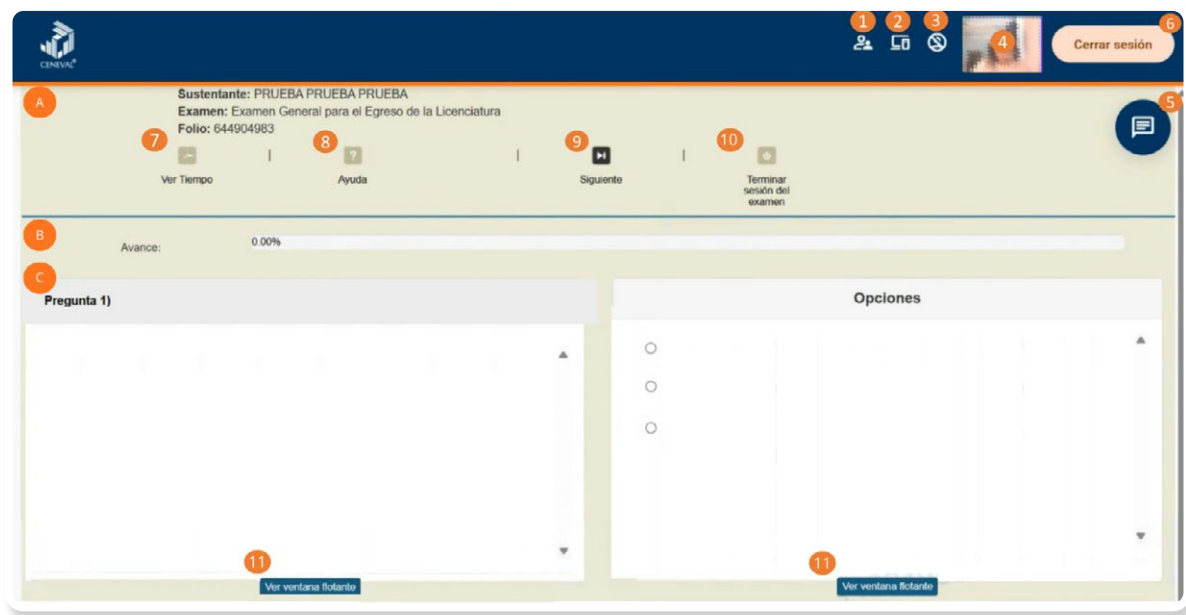 1 2 3 6
CENEVAL®
4 Cerrar sesión
A Sustentante: PRUEBA PRUEBA PRUEBA
5
Examen: Examen General para el Egreso de la Licenciatura
Folio: 644904983
7 8 9 10
?
Ver Tiempo | Ayuda | Siguiente | Terminar
sesión del
examen
B Avance: 0.00%
C
Pregunta 1)
Opciones
11 11
Ver ventana flotante Ver ventana flotante